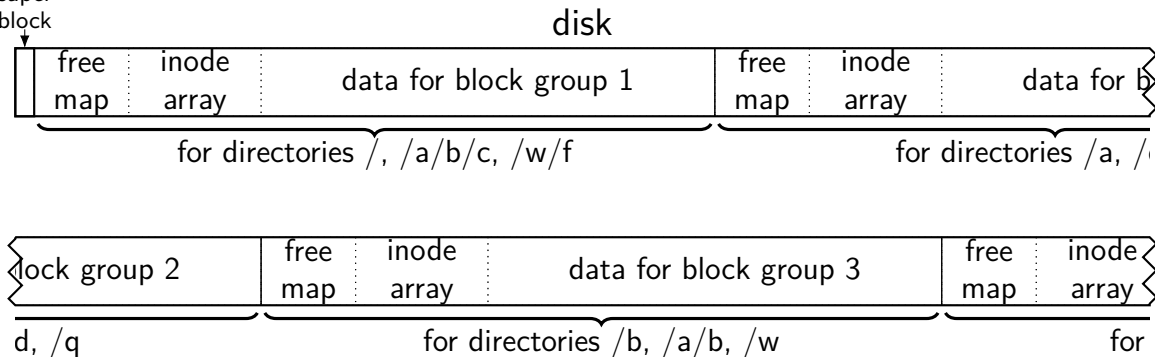 super
block
disk
free map
inode array
data for block group 1
free map
inode array
data for b
for directories /, /a/b/c, /w/f
for directories /a, /
lock group 2
free map
inode array
data for block group 3
free map
inode array
d, /q
for directories /b, /a/b, /w
for